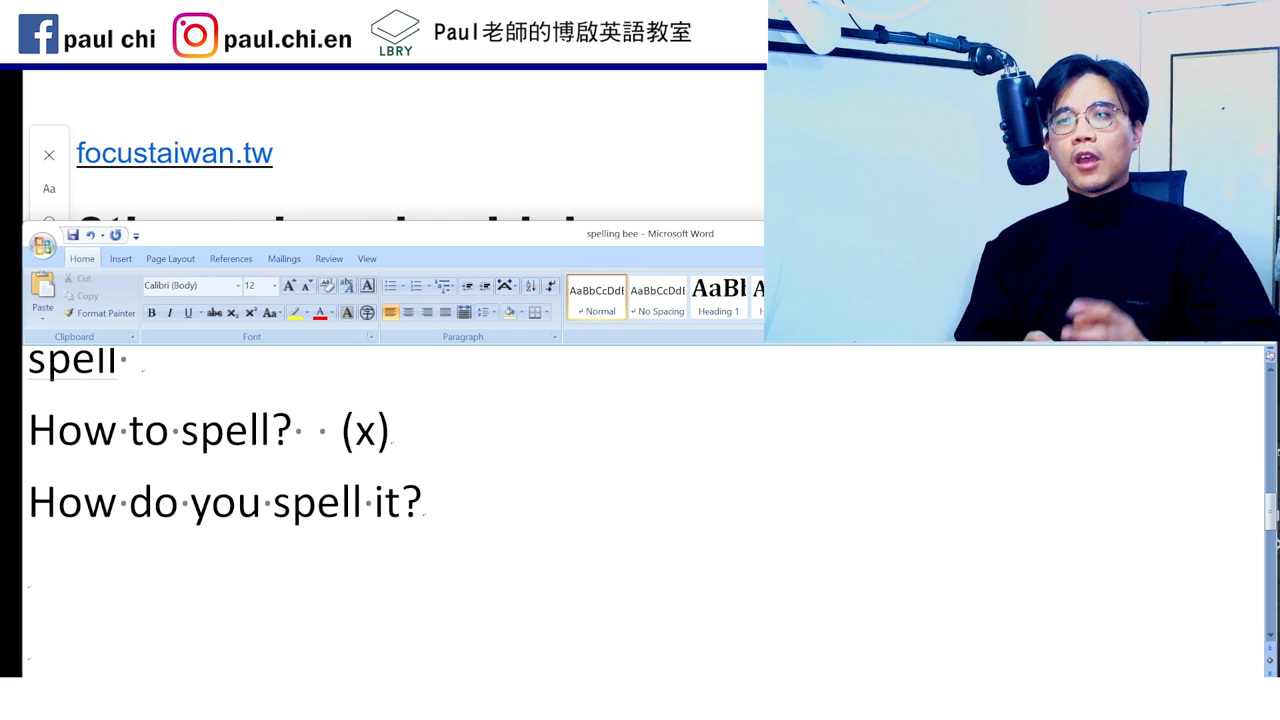 paul chi
paul.chi.en
LBRY
Paul老師的博啟英語教室
focustaiwan.tw
Aa
spelling bee - Microsoft Word
Home Insert Page Layout References Mailings Review View
Paste
Cut
Copy
Format Painter
Clipboard
Calibri (Body) 12
Font
Paragraph
AaBbCcDdE AaBbCcDdE AaBbC
Normal No Spacing Heading 1
spell
How to spell? (x)
How do you spell it?